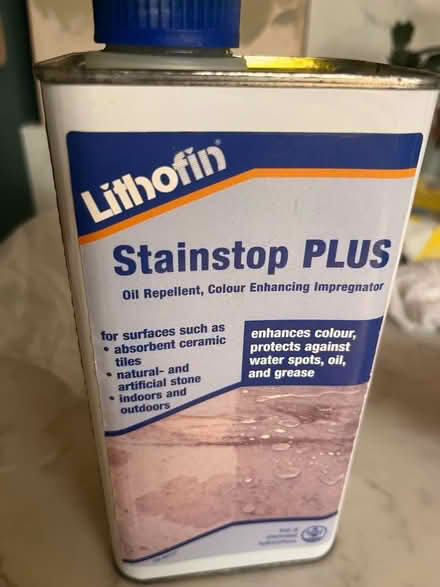 Lithofin®
Stainstop PLUS
Oil Repellent, Colour Enhancing Impregnator
for surfaces such as
• absorbent ceramic
tiles
• natural- and
artificial stone
• indoors and
outdoors
enhances colour,
protects against
water spots, oil,
and grease